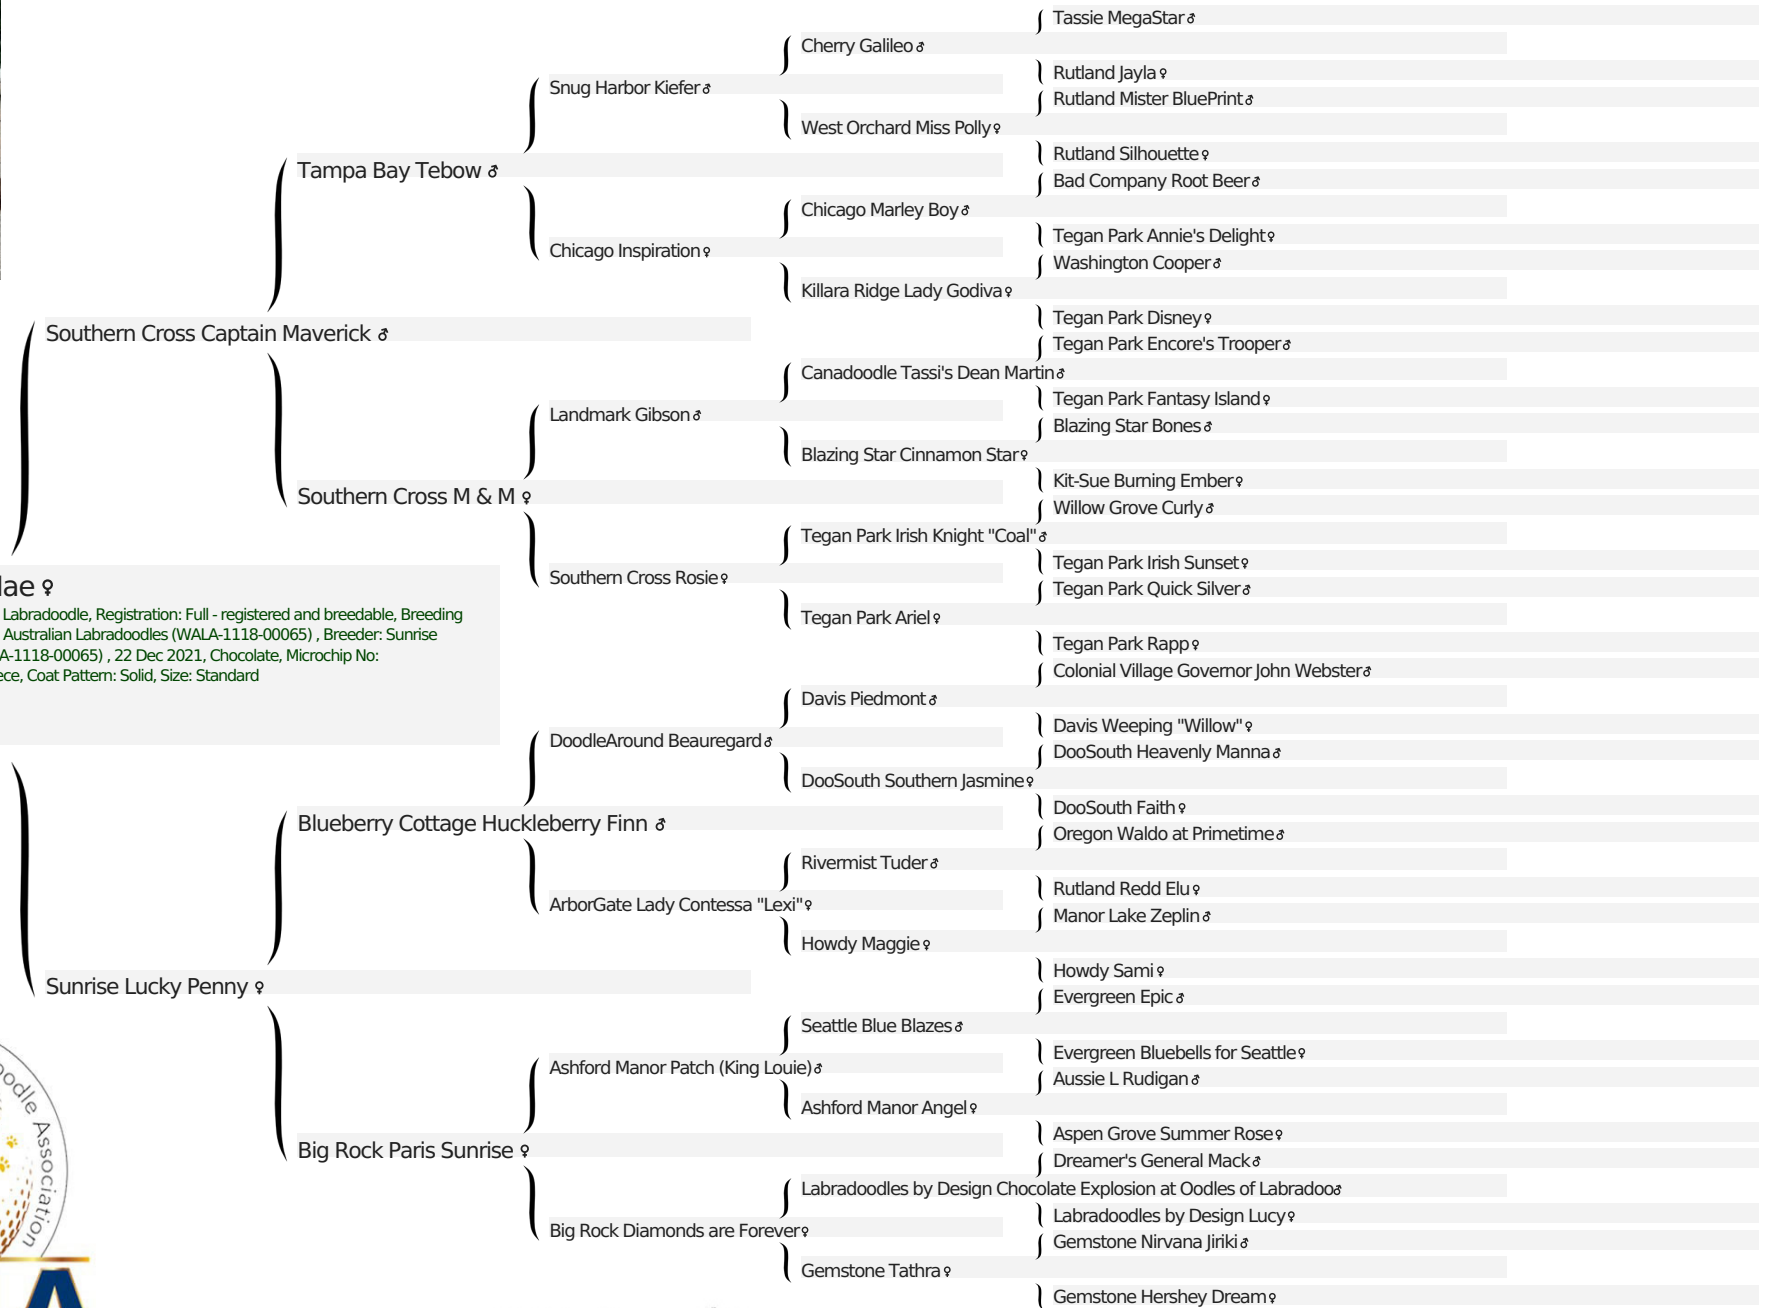 Tassie MegaStar♂
Cherry Galileo♂
Rutland Jayla♀
Snug Harbor Kiefer♂
Rutland Mister BluePrint♂
West Orchard Miss Polly♀
Rutland Silhouette♀
Tampa Bay Tebow ♂
Bad Company Root Beer♂
Chicago Marley Boy♂
Tegan Park Annie's Delight♀
Chicago Inspiration♀
Washington Cooper♂
Killara Ridge Lady Godiva♀
Tegan Park Disney♀
Southern Cross Captain Maverick ♂
Tegan Park Encore's Trooper♂
Canadoodle Tassi's Dean Martin♂
Tegan Park Fantasy Island♀
Landmark Gibson♂
Blazing Star Bones♂
Blazing Star Cinnamon Star♀
Kit-Sue Burning Ember♀
Southern Cross M & M ♀
Willow Grove Curly♂
Tegan Park Irish Knight "Coal"♂
Tegan Park Irish Sunset♀
Southern Cross Rosie♀
Tegan Park Quick Silver♂
Tegan Park Ariel♀
Tegan Park Rapp♀
lae ♀
Labradoodle, Registration: Full - registered and breedable, Breeding
Australian Labradoodles (WALA-1118-00065) , Breeder: Sunrise
A-1118-00065) , 22 Dec 2021, Chocolate, Microchip No:
ece, Coat Pattern: Solid, Size: Standard
Colonial Village Governor John Webster♂
Davis Piedmont♂
Davis Weeping "Willow"♀
DoodleAround Beauregard♂
DooSouth Heavenly Manna♂
DooSouth Southern Jasmine♀
DooSouth Faith♀
Blueberry Cottage Huckleberry Finn ♂
Oregon Waldo at Primetime♂
Rivermist Tuder♂
Rutland Redd Elu♀
ArborGate Lady Contessa "Lexi"♀
Manor Lake Zeplin♂
Howdy Maggie♀
Howdy Sami♀
Sunrise Lucky Penny ♀
Evergreen Epic♂
Seattle Blue Blazes♂
Evergreen Bluebells for Seattle♀
Ashford Manor Patch (King Louie)♂
Aussie L Rudigan♂
Ashford Manor Angel♀
Aspen Grove Summer Rose♀
Big Rock Paris Sunrise ♀
Dreamer's General Mack♂
Labradoodles by Design Chocolate Explosion at Oodles of Labradoo♂
Labradoodles by Design Lucy♀
Big Rock Diamonds are Forever♀
Gemstone Nirvana Jiriki♂
Gemstone Tathra♀
Gemstone Hershey Dream♀
oodle Association
A